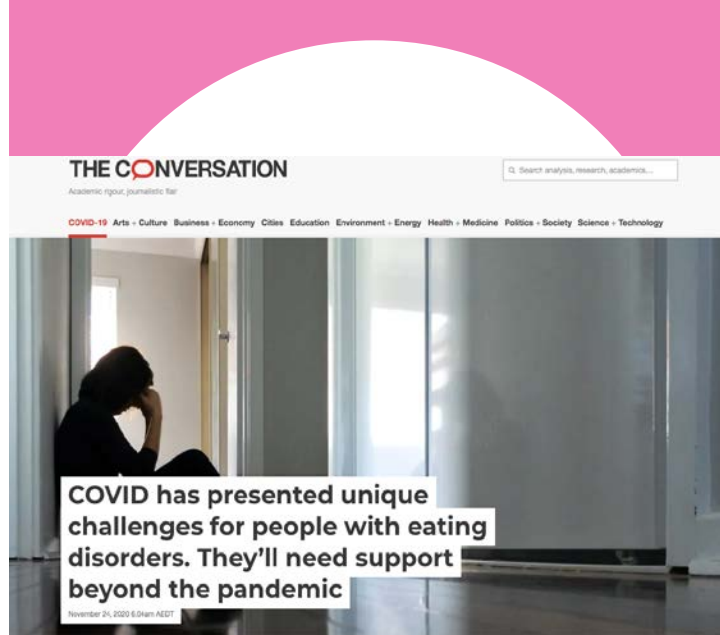 THE CONVERSATION
Academic rigour, journalistic flair
Search analysis, research, academics…
COVID-19 Arts + Culture Business + Economy Cities Education Environment + Energy Health + Medicine Politics + Society Science + Technology
COVID has presented unique
challenges for people with eating
disorders. They’ll need support
beyond the pandemic
November 24, 2020 6.04am AEDT